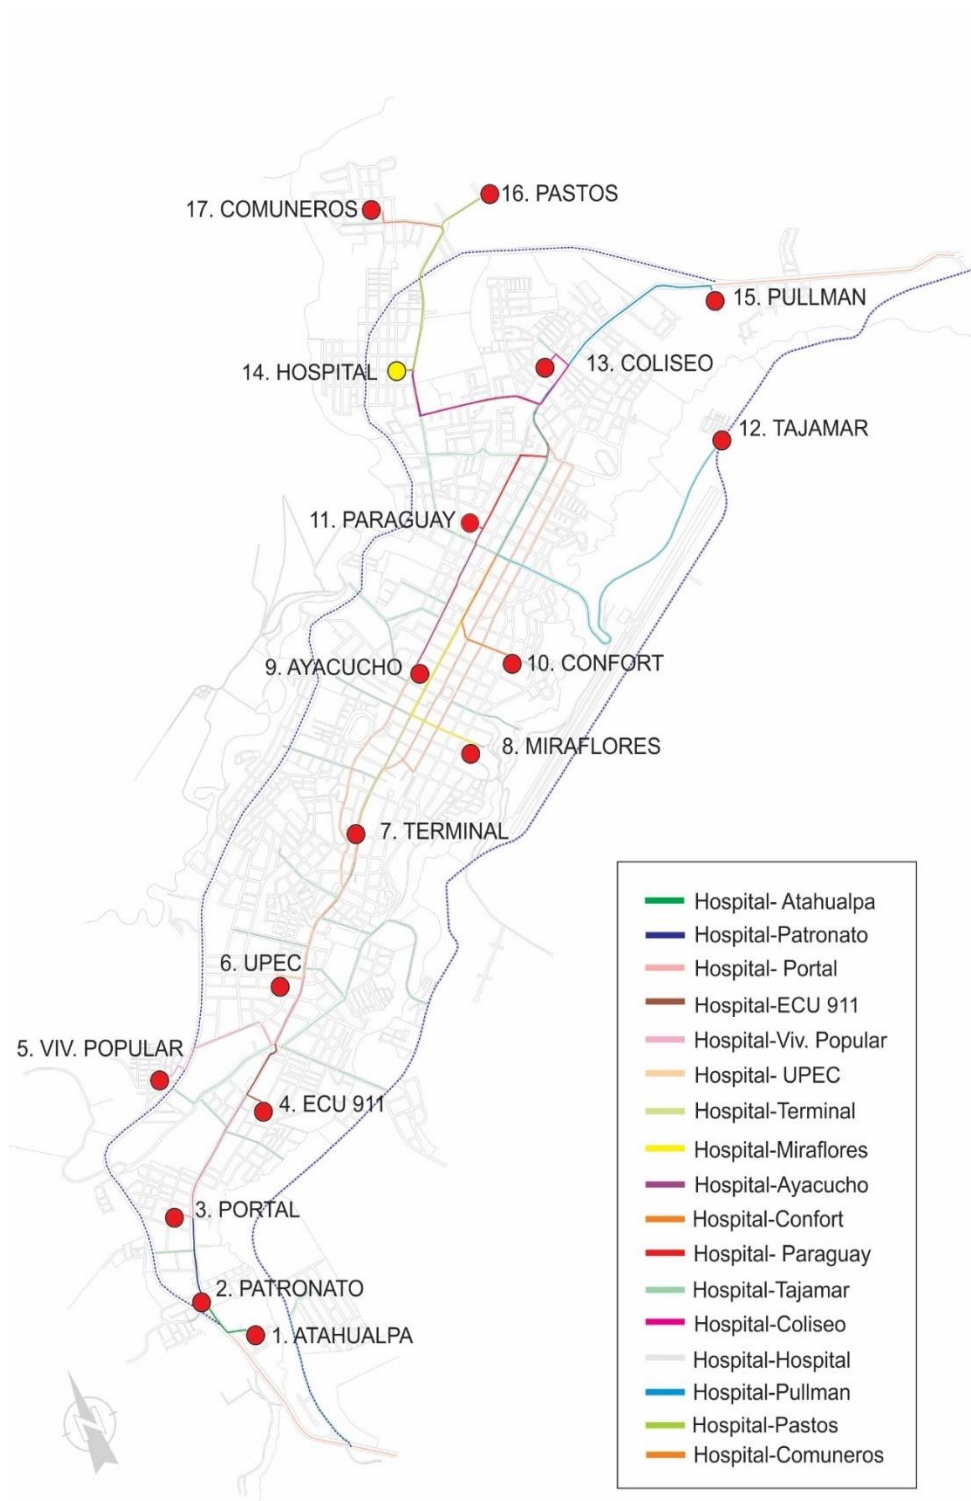 16. PASTOS
17. COMUNEROS
15. PULLMAN
13. COLISEO
14. HOSPITAL
12. TAJAMAR
11. PARAGUAY
10. CONFORT
9. AYACUCHO
8. MIRAFLORES
7. TERMINAL
6. UPEC
5. VIV. POPULAR
4. ECU 911
3. PORTAL
2. PATRONATO
1. ATAHUALPA
Hospital- Atahualpa
Hospital-Patronato
Hospital- Portal
Hospital-ECU 911
Hospital-Viv. Popular
Hospital- UPEC
Hospital-Terminal
Hospital-Miraflores
Hospital-Ayacucho
Hospital-Confort
Hospital- Paraguay
Hospital-Tajamar
Hospital-Coliseo
Hospital-Hospital
Hospital-Pullman
Hospital-Pastos
Hospital-Comuneros